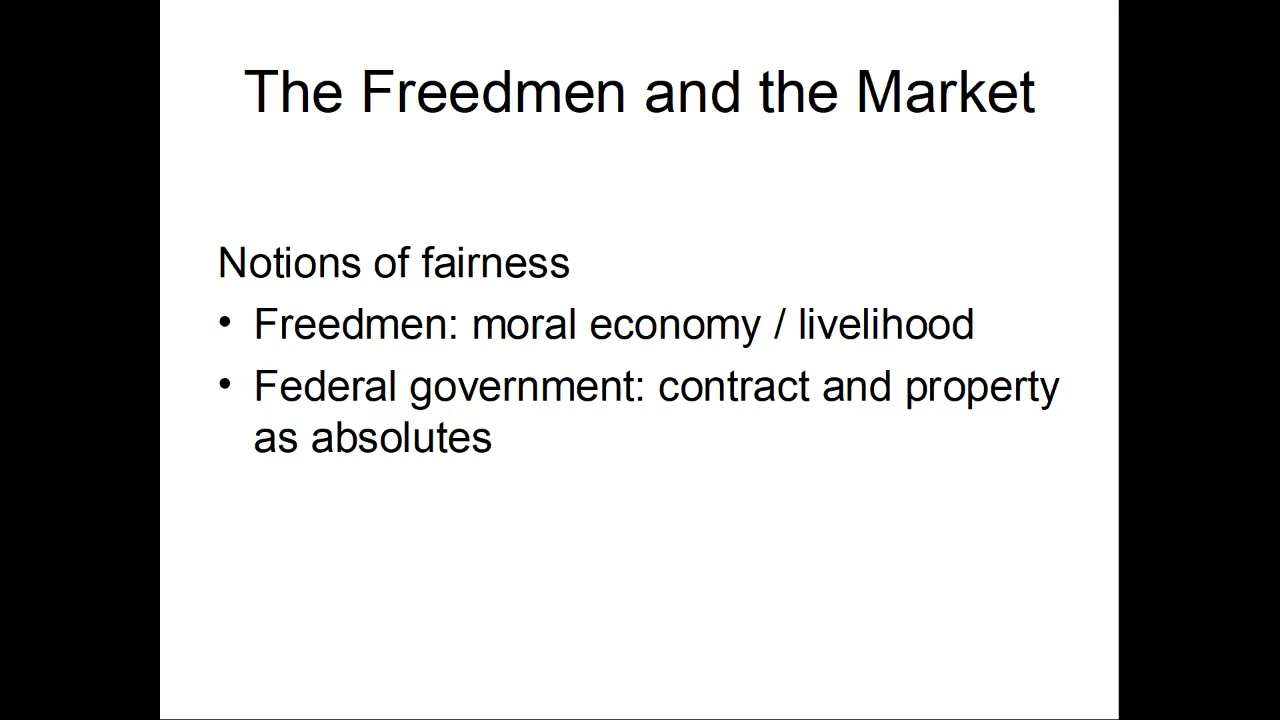 The Freedmen and the Market
Notions of fairness
• Freedmen: moral economy / livelihood
• Federal government: contract and property
as absolutes